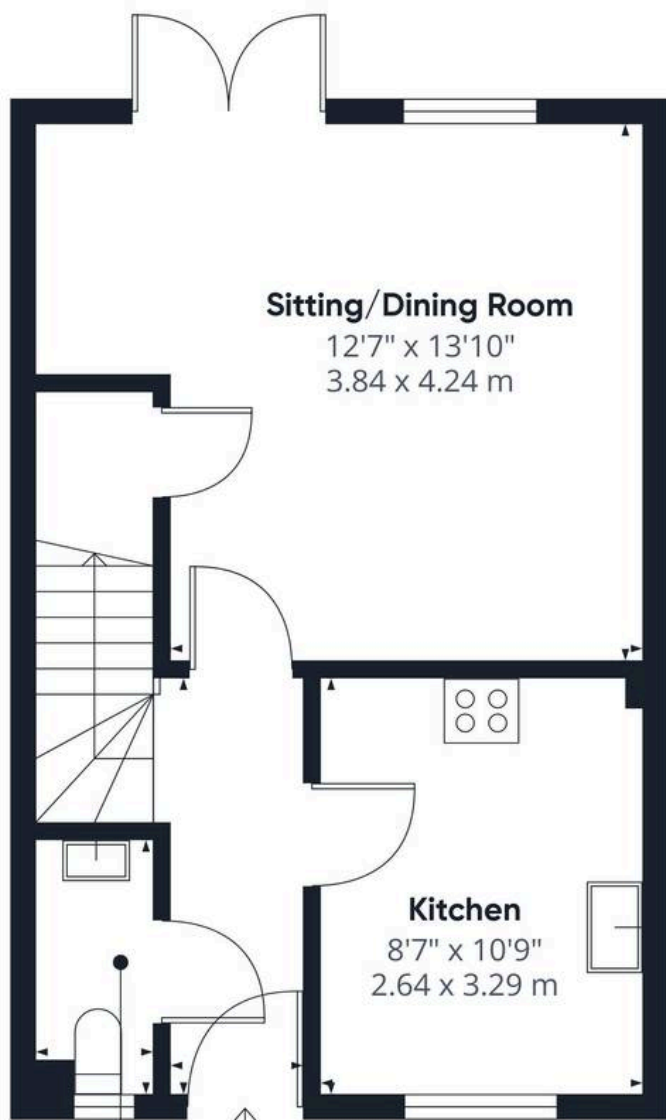 Sitting/Dining Room
12'7" x 13'10"
3.84 x 4.24 m
Kitchen
8'7" x 10'9"
2.64 x 3.29 m